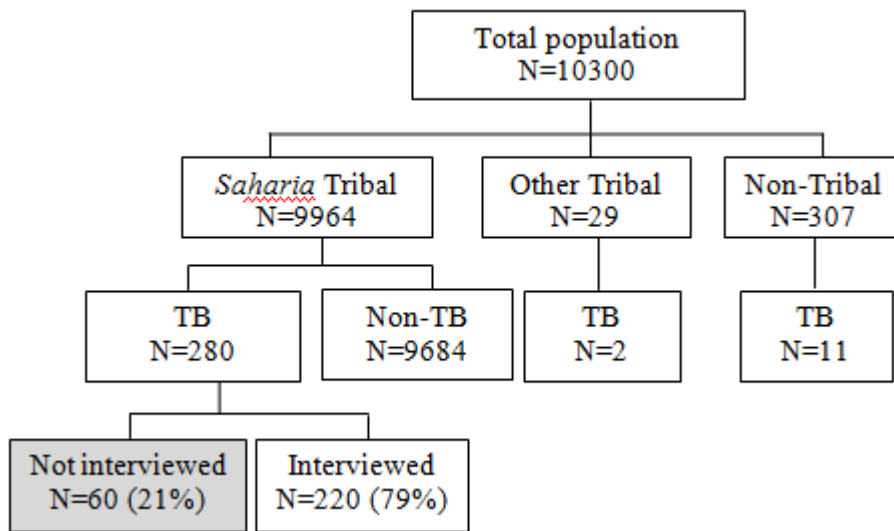 Total population
N=10300
Saharia Tribal
N=9964
Other Tribal
N=29
Non-Tribal
N=307
TB
N=280
Non-TB
N=9684
TB
N=2
TB
N=11
Not interviewed
N=60 (21%)
Interviewed
N=220 (79%)